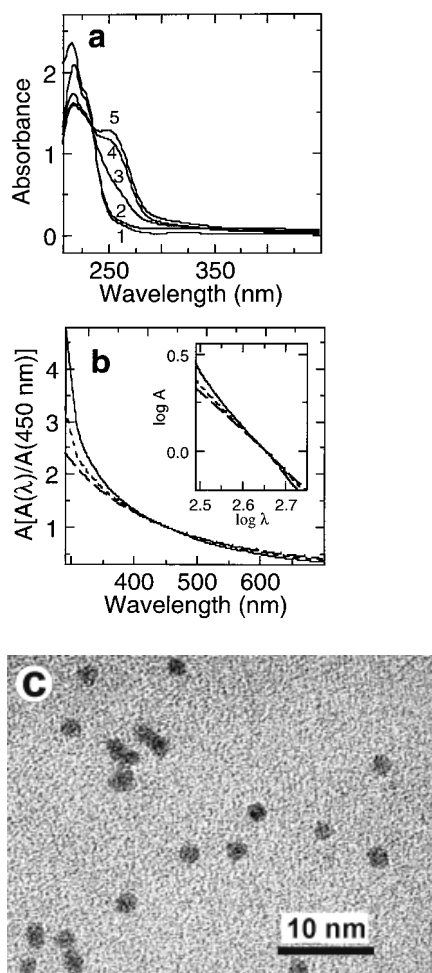 a
Absorbance
2
1
0
5
4
3
2
1
250 350
Wavelength (nm)
b
A[A(λ)/A(450 nm)]
4
3
2
1
0.5
0.0
log A
2.5 2.6 2.7
log λ
400 500 600
Wavelength (nm)
c
10 nm